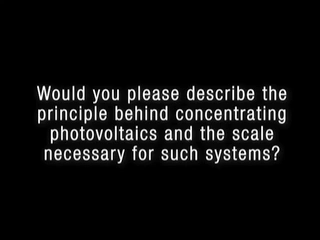 Would you please describe the
principle behind concentrating
photovoltaics and the scale
necessary for such systems?